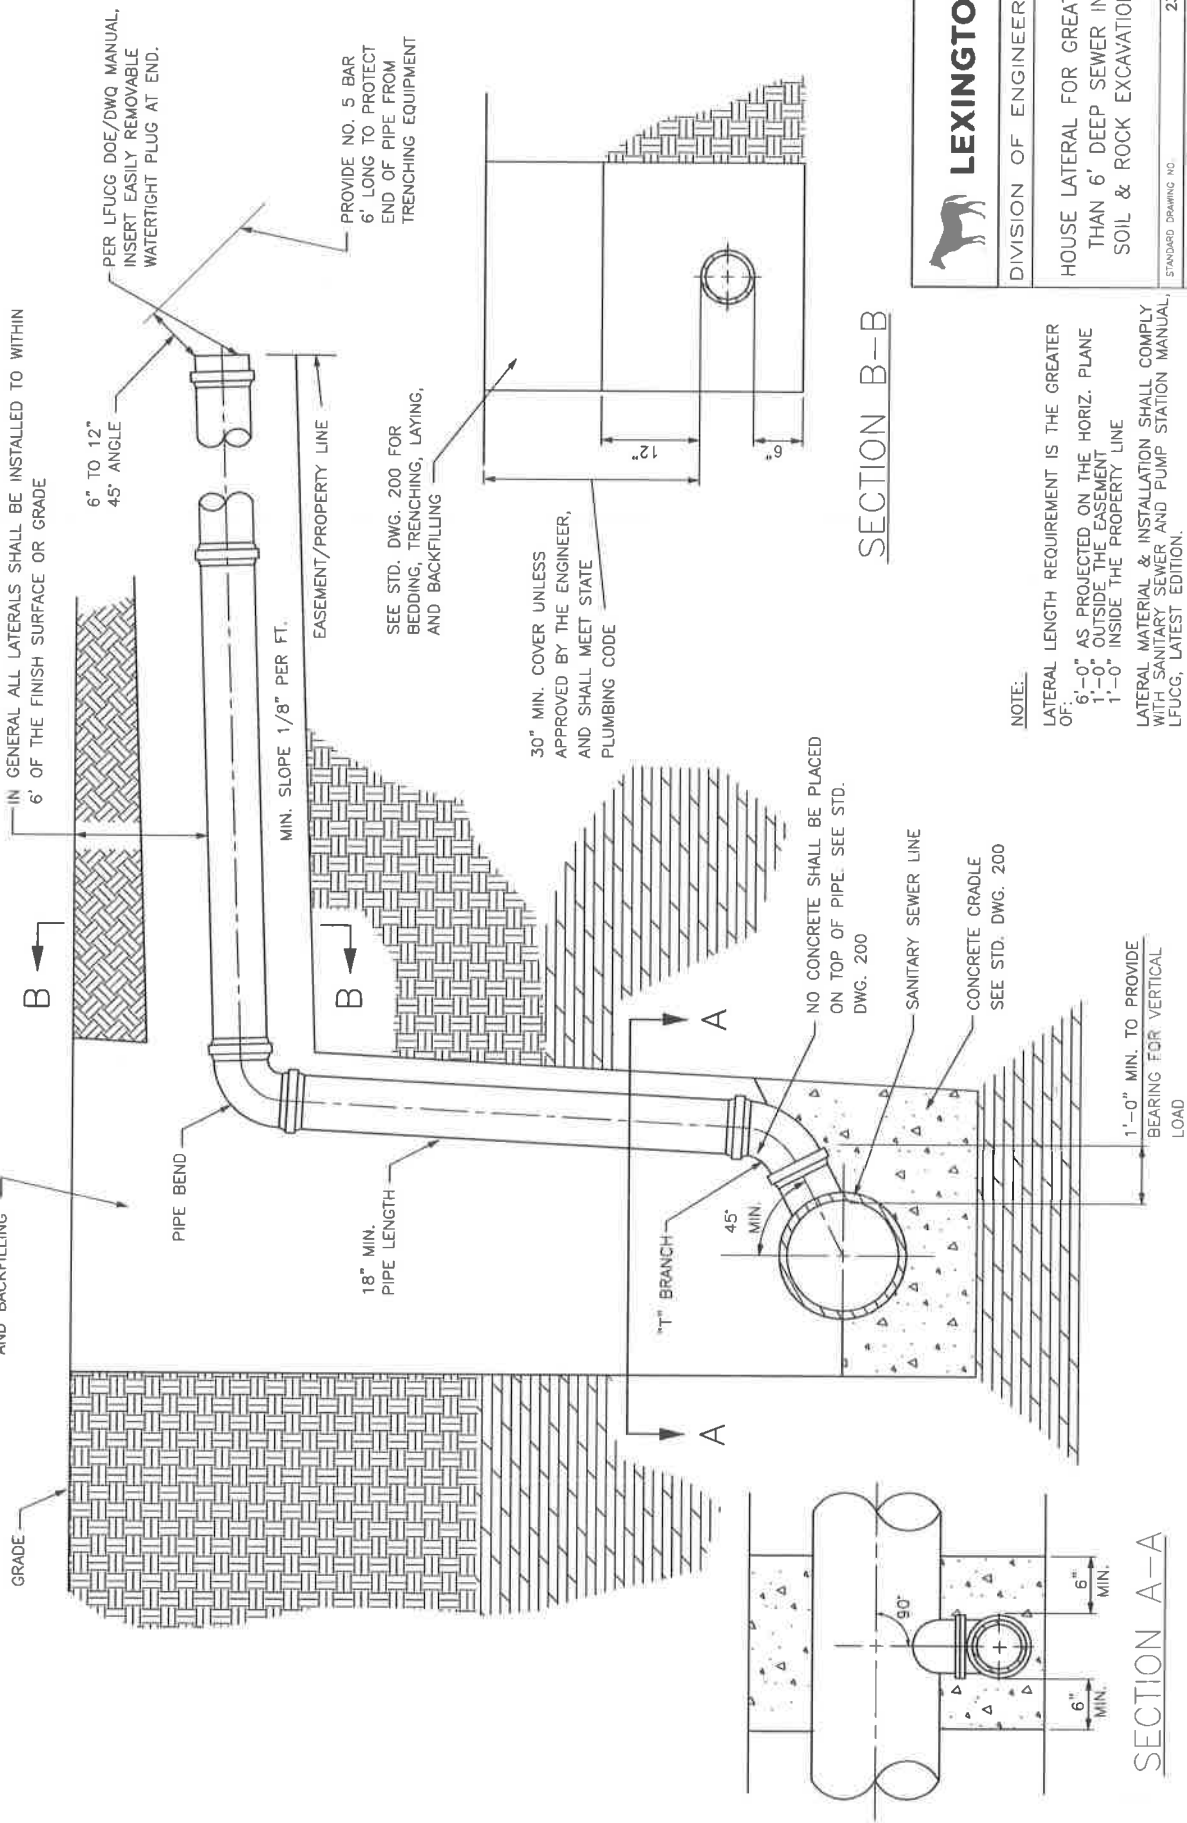 GRADE
AND BACKFILLING
IN GENERAL ALL LATERALS SHALL BE INSTALLED TO WITHIN
6' OF THE FINISH SURFACE OR GRADE
B
B
6" TO 12"
45° ANGLE
PER LFUCG DOE/DWQ MANUAL,
INSERT EASILY REMOVABLE
WATERTIGHT PLUG AT END.
PROVIDE NO. 5 BAR
6' LONG TO PROTECT
END OF PIPE FROM
TRENCHING EQUIPMENT
PIPE BEND
MIN. SLOPE 1/8" PER FT.
EASEMENT/PROPERTY LINE
18" MIN.
PIPE LENGTH
SEE STD. DWG. 200 FOR
BEDDING, TRENCHING, LAYING,
AND BACKFILLING
30" MIN. COVER UNLESS
APPROVED BY THE ENGINEER,
AND SHALL MEET STATE
PLUMBING CODE
12"
6"
SECTION B-B
"T" BRANCH
45°
MIN.
A
A
NO CONCRETE SHALL BE PLACED
ON TOP OF PIPE. SEE STD.
DWG. 200
SANITARY SEWER LINE
CONCRETE CRADLE
SEE STD. DWG. 200
1'-0" MIN. TO PROVIDE
BEARING FOR VERTICAL
LOAD
90°
6"
MIN.
6"
MIN.
SECTION A-A
NOTE:
LATERAL LENGTH REQUIREMENT IS THE GREATER
OF:
6'-0" AS PROJECTED ON THE HORIZ. PLANE
1'-0" OUTSIDE THE EASEMENT
1'-0" INSIDE THE PROPERTY LINE
LATERAL MATERIAL & INSTALLATION SHALL COMPLY
WITH SANITARY SEWER AND PUMP STATION MANUAL,
LFUCG, LATEST EDITION.
LEXINGTO
DIVISION OF ENGINEER
HOUSE LATERAL FOR GREAT
THAN 6' DEEP SEWER IN
SOIL & ROCK EXCAVATION
STANDARD DRAWING NO.